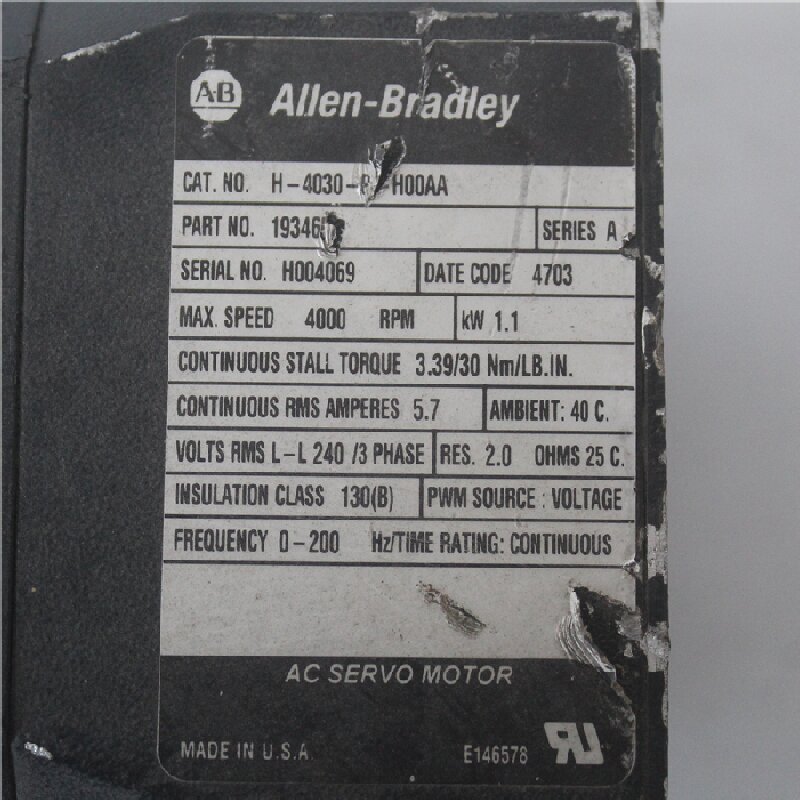 A-B Allen-Bradley
CAT. NO. H-4030- -H00AA
PART NO. 19346
SERIES A
SERIAL NO. H004069 DATE CODE 4703
MAX. SPEED 4000 RPM kW 1.1
CONTINUOUS STALL TORQUE 3.39/30 Nm/LB.IN.
CONTINUOUS RMS AMPERES 5.7 AMBIENT: 40 C.
VOLTS RMS L-L 240 /3 PHASE RES. 2.0 OHMS 25 C.
INSULATION CLASS 130(B) PWM SOURCE : VOLTAGE
FREQUENCY 0-200 Hz/TIME RATING: CONTINUOUS
AC SERVO MOTOR
MADE IN U.S.A. E146578 RU